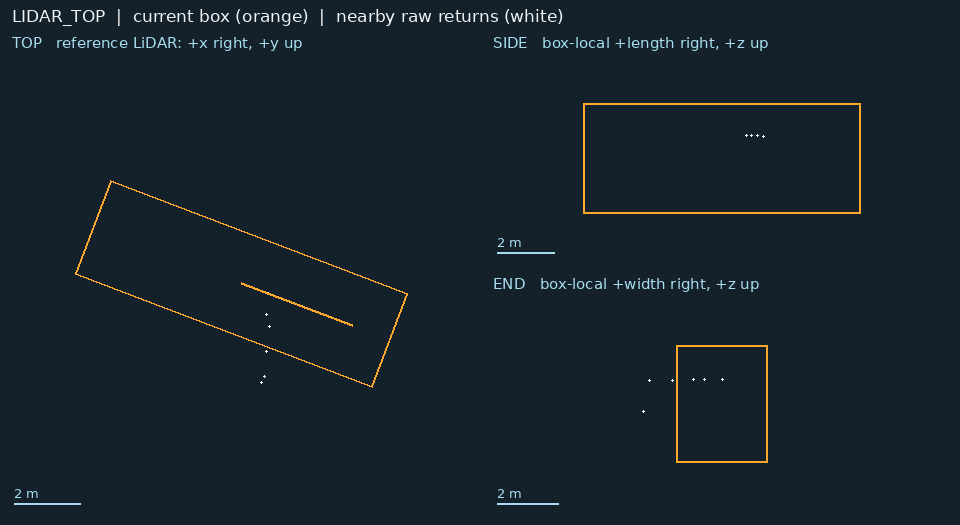 LIDAR_TOP | current box (orange) | nearby raw returns (white)
TOP reference LiDAR: +x right, +y up
SIDE box-local +length right, +z up
2 m
END box-local +width right, +z up
2 m
2 m